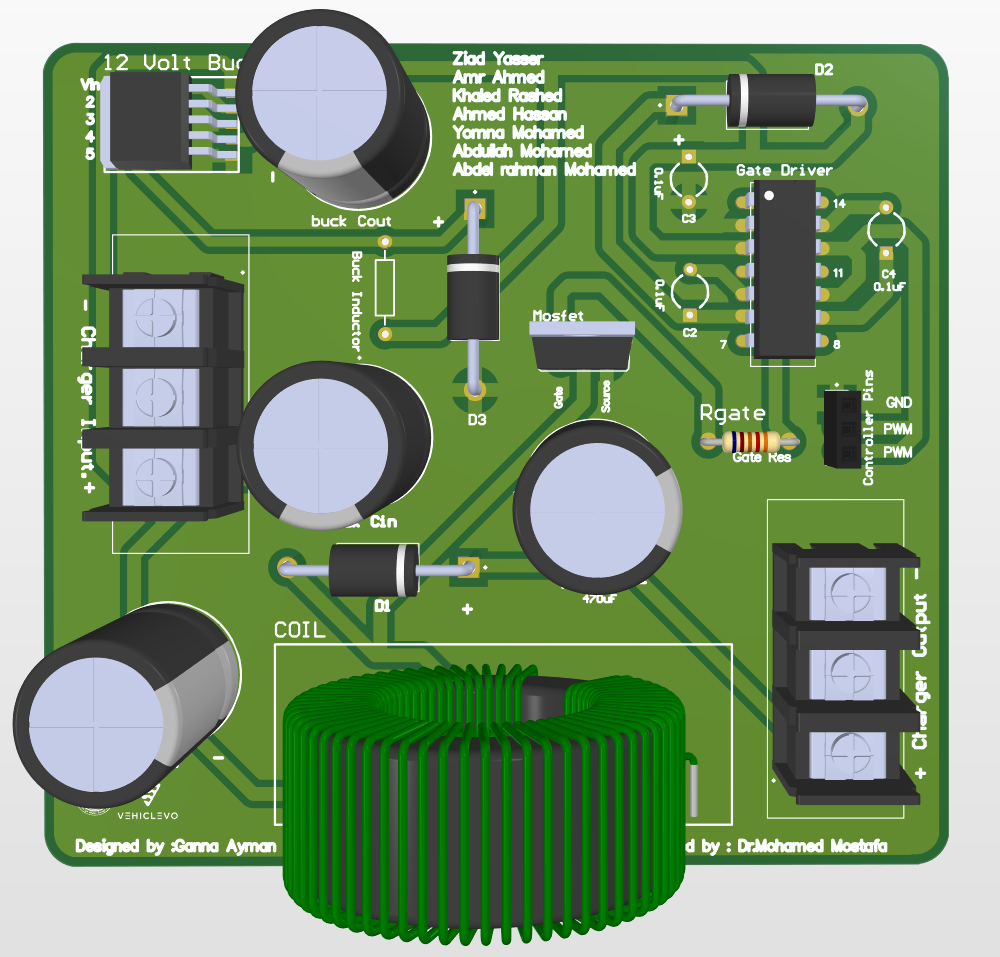 12 Volt Buc
Vin
2
3
4
5
-
buck Cout
+
Ziad Yasser
Amr Ahmed
Khaled Rashed
Ahmed Hassan
Yomna Mohamed
Abdullah Mohamed
Abdel rahman Mohamed
D2
+
0.1uF
C3
Gate Driver
14
11
7
8
C4
0.1uF
0.1uF
C2
Buck Inductor
D3
Mosfet
Gate
Source
Rgate
Gate Res
Controller Pins
GND
PWM
PWM
- Ch rger Input +
Cin
D1
+
470uF
COIL
+ Charger Output -
-
VEHICLEVO
Designed by :Ganna Ayman
d by : Dr.Mohamed Mostafa